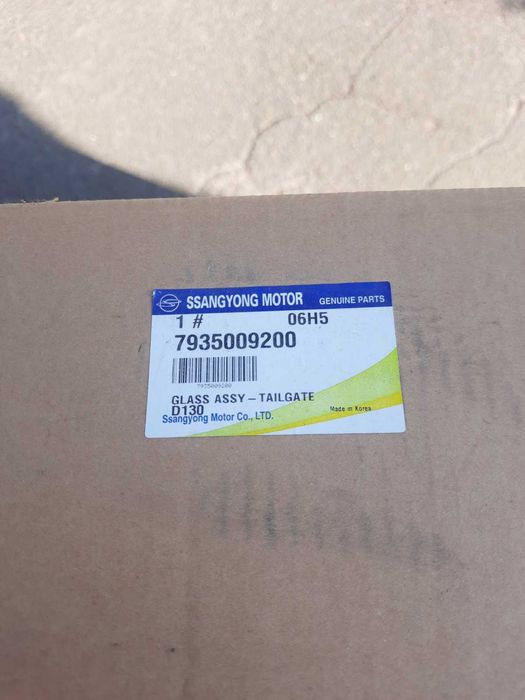 SSANGYONG MOTOR GENUINE PARTS
1 # 06H5
7935009200
7935009200
GLASS ASSY-TAILGATE
D130 Made in Korea
Ssangyong Motor Co., LTD.